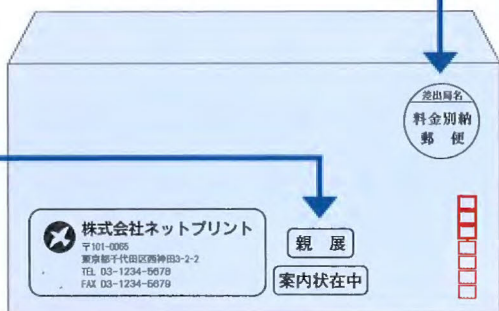 差出局名
料金別納
郵便
株式会社ネットプリント
〒101-0065
東京都千代田区西神田3-2-2
TEL 03-1234-5678
FAX 03-1234-5679
親展
案内状在中